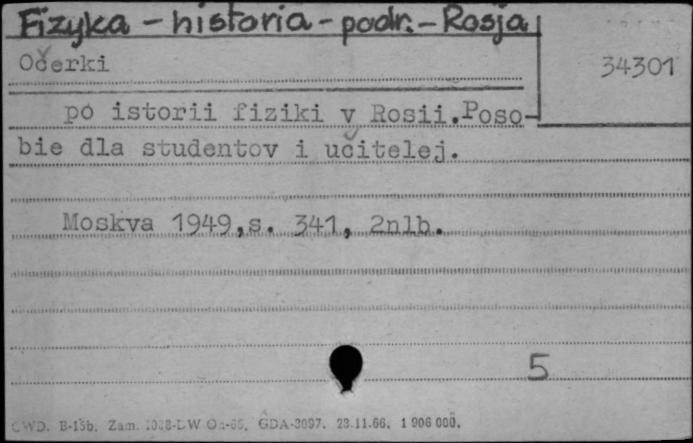 Fizyka - historia - podr. - Rosja
Očerki
34301
po istorii fiziki v Rosii. Poso-
bie dla studentov i učitelej.
Moskva 1949, s. 341, 2nlb.
5
CWD. B-15b. Zam. GDA-3097. 23.11.66. 1 906 000.